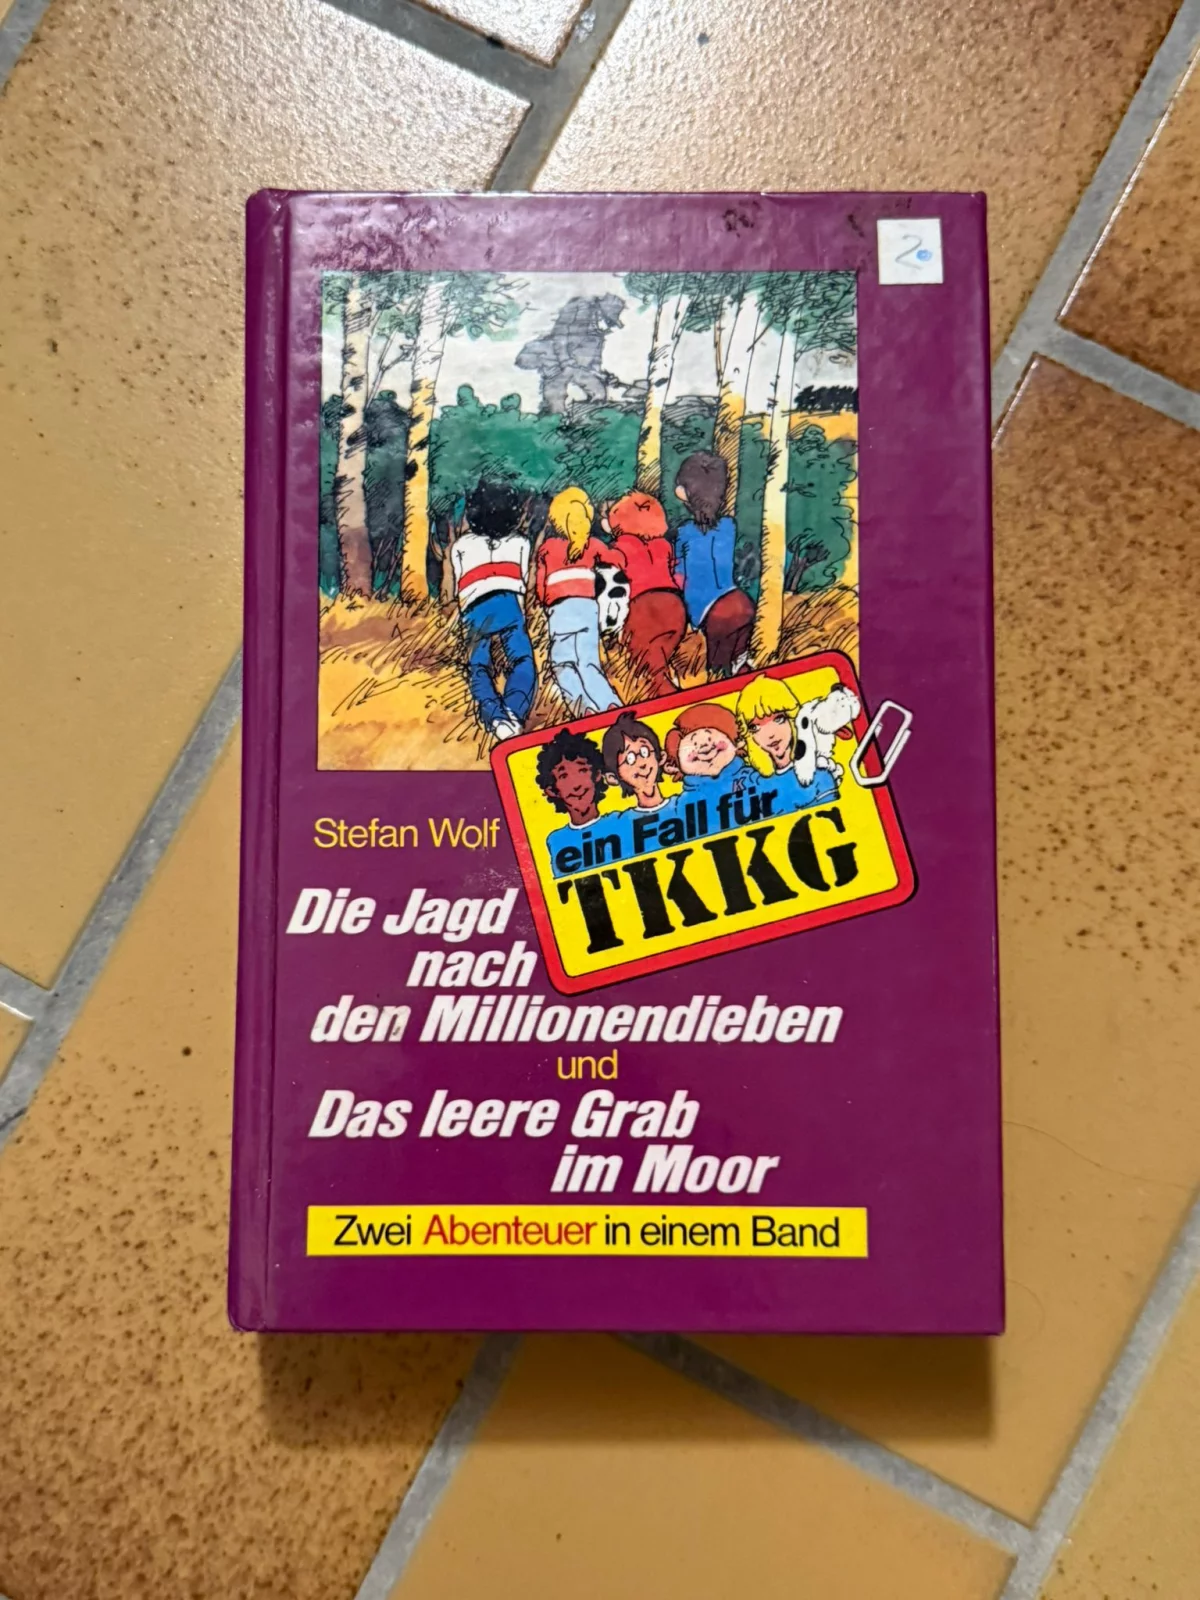 2.
ein Fall für
TKKG
Stefan Wolf
Die Jagd
nach
den Millionendieben
und
Das leere Grab
im Moor
Zwei Abenteuer in einem Band